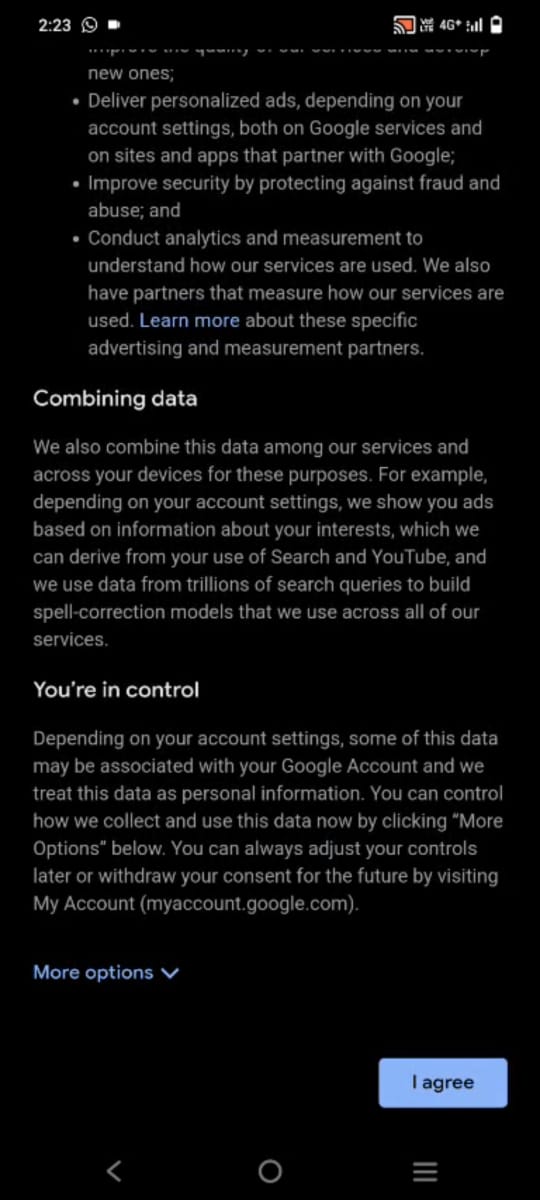 2:23
4G+
new ones;
• Deliver personalized ads, depending on your
account settings, both on Google services and
on sites and apps that partner with Google;
• Improve security by protecting against fraud and
abuse; and
• Conduct analytics and measurement to
understand how our services are used. We also
have partners that measure how our services are
used. Learn more about these specific
advertising and measurement partners.
Combining data
We also combine this data among our services and
across your devices for these purposes. For example,
depending on your account settings, we show you ads
based on information about your interests, which we
can derive from your use of Search and YouTube, and
we use data from trillions of search queries to build
spell-correction models that we use across all of our
services.
You're in control
Depending on your account settings, some of this data
may be associated with your Google Account and we
treat this data as personal information. You can control
how we collect and use this data now by clicking “More
Options” below. You can always adjust your controls
later or withdraw your consent for the future by visiting
My Account (myaccount.google.com).
More options
I agree